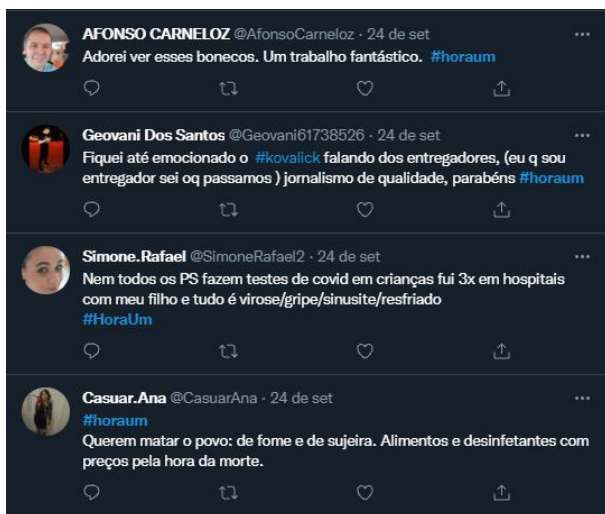 AFONSO CARNELOZ @AfonsoCarneloz · 24 de set
Adorei ver esses bonecos. Um trabalho fantástico. #horaum
Geovani Dos Santos @Geovani61738526 · 24 de set
Fiquei até emocionado o #kovalick falando dos entregadores, (eu q sou
entregador sei oq passamos ) jornalismo de qualidade, parabéns #horaum
Simone.Rafael @SimoneRafael2 · 24 de set
Nem todos os PS fazem testes de covid em crianças fui 3x em hospitais
com meu filho e tudo é virose/gripe/sinusite/resfriado
#HoraUm
Casuar.Ana @CasuarAna · 24 de set
#horaum
Querem matar o povo: de fome e de sujeira. Alimentos e desinfetantes com
preços pela hora da morte.